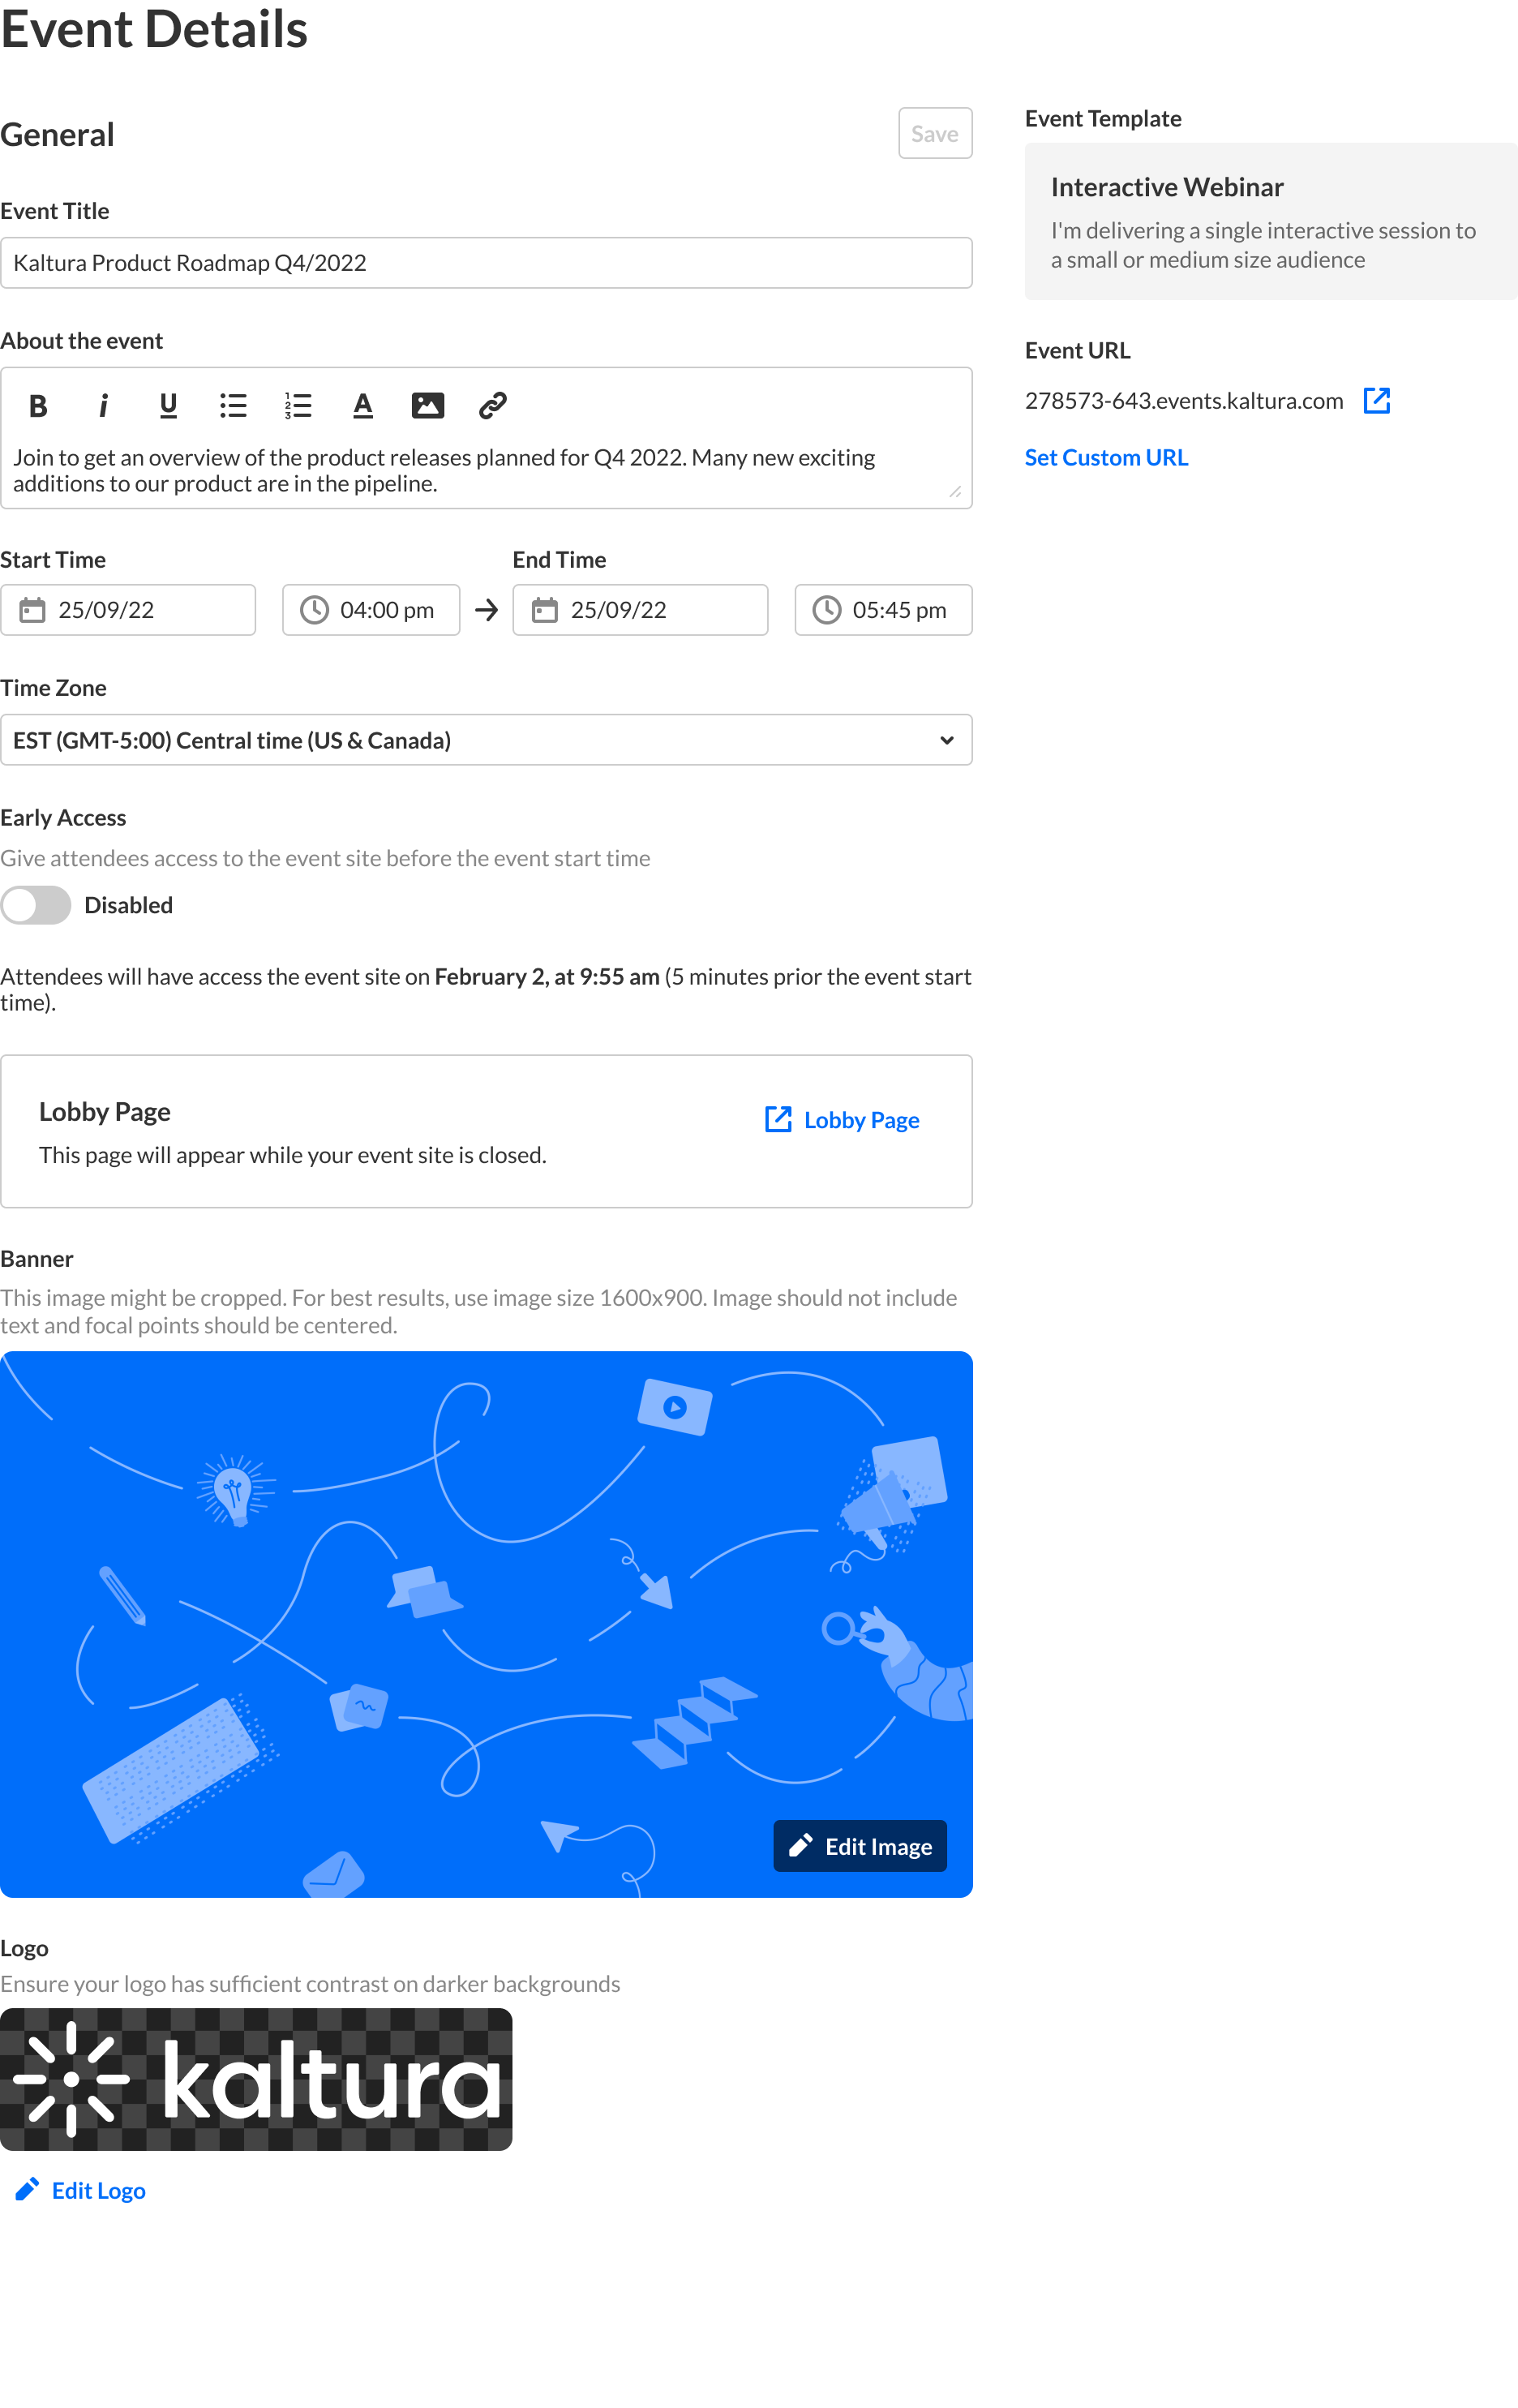 Event Details
General
Save
Event Title
Kaltura Product Roadmap Q4/2022
About the event
B i U 1 2 3 A
Join to get an overview of the product releases planned for Q4 2022. Many new exciting
additions to our product are in the pipeline.
Start Time
End Time
25/09/22
04:00 pm
25/09/22
05:45 pm
Time Zone
EST (GMT-5:00) Central time (US & Canada)
Early Access
Give attendees access to the event site before the event start time
Disabled
Attendees will have access the event site on February 2, at 9:55 am (5 minutes prior the event start
time).
Lobby Page
Lobby Page
This page will appear while your event site is closed.
Banner
This image might be cropped. For best results, use image size 1600x900. Image should not include
text and focal points should be centered.
Edit Image
Logo
Ensure your logo has sufficient contrast on darker backgrounds
kaltura
Edit Logo
Event Template
Interactive Webinar
I'm delivering a single interactive session to
a small or medium size audience
Event URL
278573-643.events.kaltura.com
Set Custom URL